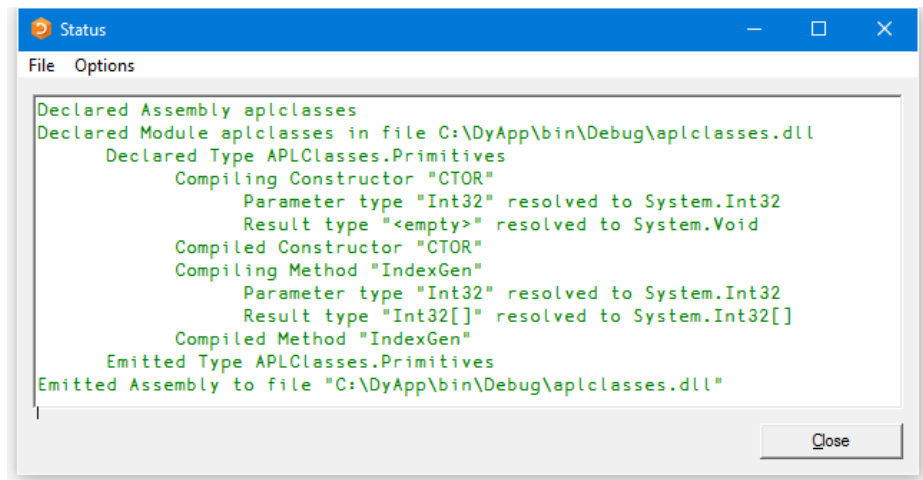 Status
File Options
Declared Assembly aplclasses
Declared Module aplclasses in file C:\DyApp\bin\Debug\aplclasses.dll
Declared Type APLClasses.Primitives
Compiling Constructor "CTOR"
Parameter type "Int32" resolved to System.Int32
Result type "<empty>" resolved to System.Void
Compiled Constructor "CTOR"
Compiling Method "IndexGen"
Parameter type "Int32" resolved to System.Int32
Result type "Int32[]" resolved to System.Int32[]
Compiled Method "IndexGen"
Emitted Type APLClasses.Primitives
Emitted Assembly to file "C:\DyApp\bin\Debug\aplclasses.dll"
Close